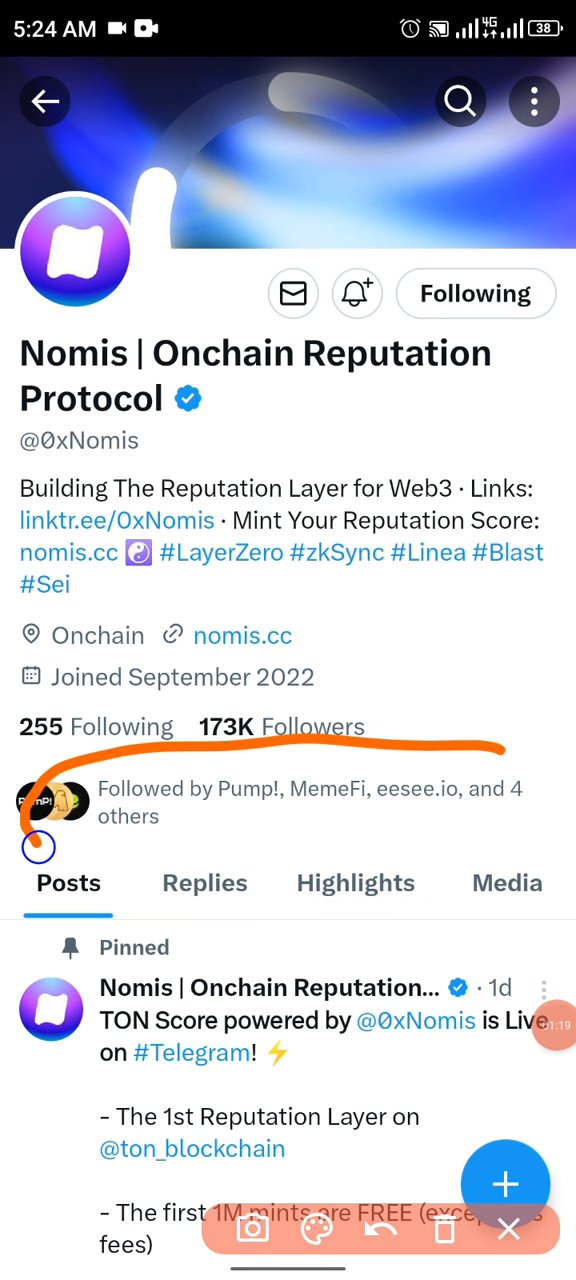 5:24 AM
4G
38
Following
Nomis | Onchain Reputation
Protocol
@0xNomis
Building The Reputation Layer for Web3 · Links:
linktr.ee/0xNomis · Mint Your Reputation Score:
nomis.cc ☯️ #LayerZero #zkSync #Linea #Blast
#Sei
Onchain nomis.cc
Joined September 2022
255 Following 173K Followers
Followed by Pump!, MemeFi, eesee.io, and 4
others
Posts Replies Highlights Media
Pinned
Nomis | Onchain Reputation... · 1d
TON Score powered by @0xNomis is Live
on #Telegram! ⚡
01:19
- The 1st Reputation Layer on
@ton_blockchain
- The first 1M mints are FREE
fees)